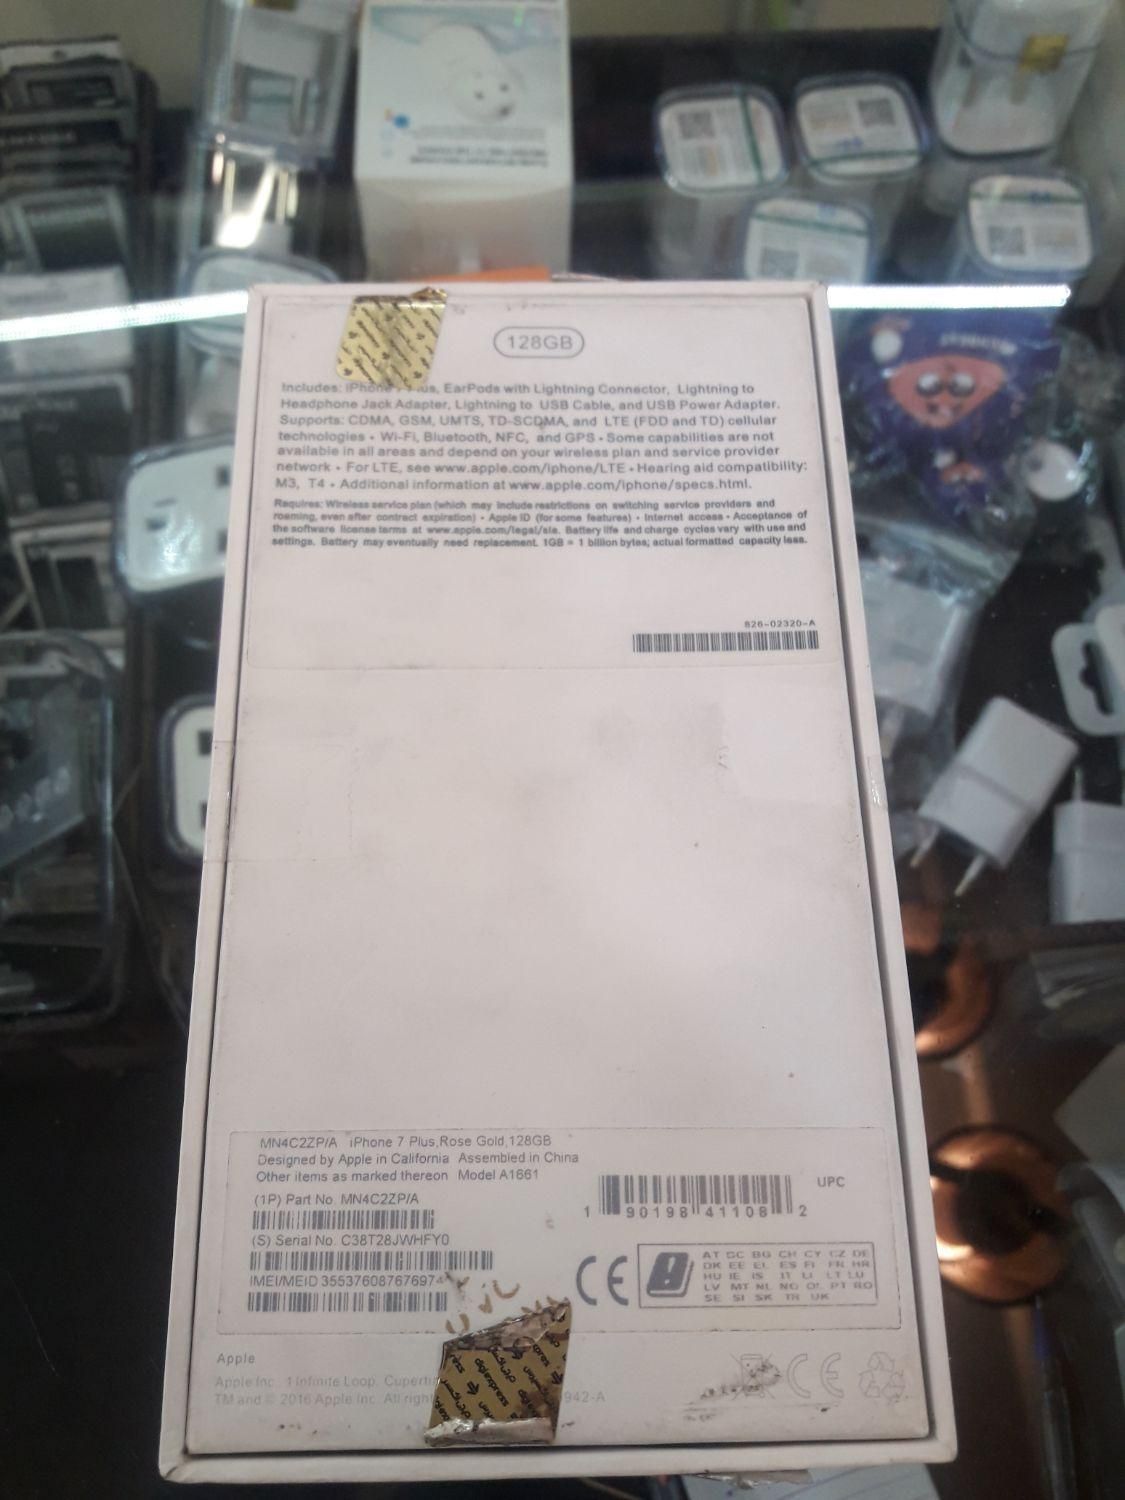 128GB
Includes: iPhone 7 Plus, EarPods with Lightning Connector, Lightning to
Headphone Jack Adapter, Lightning to USB Cable, and USB Power Adapter.
Supports: CDMA, GSM, UMTS, TD-SCDMA, and LTE (FDD and TD) cellular
technologies • Wi-Fi, Bluetooth, NFC, and GPS • Some capabilities are not
available in all areas and depend on your wireless plan and service provider
network • For LTE, see www.apple.com/iphone/LTE • Hearing aid compatibility:
M3, T4 • Additional information at www.apple.com/iphone/specs.html.
Requires: Wireless service plan (which may include restrictions on switching service providers and
roaming, even after contract expiration) • Apple ID (for some features) • Internet access • Acceptance of
the software license terms at www.apple.com/legal/sla. Battery life and charge cycles vary with use and
settings. Battery may eventually need replacement. 1GB = 1 billion bytes; actual formatted capacity less.
826-02320-A
MN4C2ZP/A iPhone 7 Plus,Rose Gold,128GB
Designed by Apple in California Assembled in China
Other items as marked thereon Model A1661
(1P) Part No. MN4C2ZP/A
(S) Serial No. C38T28JWHFY0
IMEI/MEID 35537608767697
UPC
1 90198 41108 2
CE
AT BG CH CY CZ DE
DK EE EL ES FI FR HR
HU IE IS IT LI LT LU
LV MT NL NO PL PT RO
SE SI SK TR UK
Apple
Apple Inc. 1 Infinite Loop, Cuperti
TM and © 2016 Apple Inc. All righ 942-A
CE
digiexpress